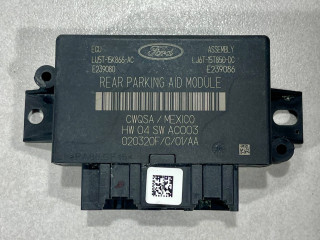 ECU
LU5T-15K866-AC
E239080
Ford
ASSEMBLY
LJ6T-15T850-DC
E239086
REAR PARKING AID MODULE
CWQSA / MEXICO
HW 04 SW AC003
020320F/C/01/AA